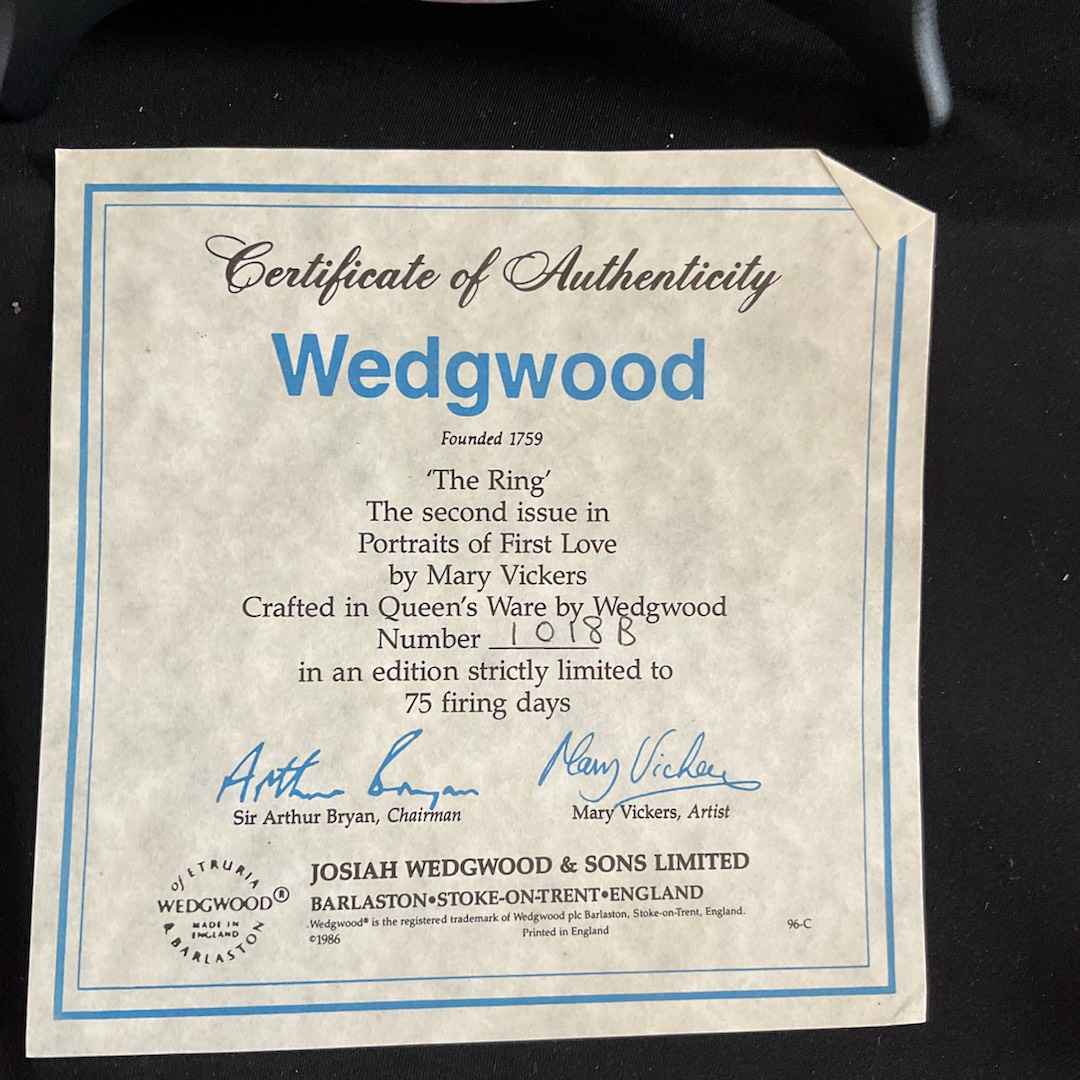 Certificate of Authenticity
Wedgwood
Founded 1759
'The Ring'
The second issue in
Portraits of First Love
by Mary Vickers
Crafted in Queen's Ware by Wedgwood
Number 1018B
in an edition strictly limited to
75 firing days
Arthur Bryan
Mary Vickers
Sir Arthur Bryan, Chairman
Mary Vickers, Artist
of ETRURIA
WEDGWOOD®
MADE IN
ENGLAND
& BARLASTON
JOSIAH WEDGWOOD & SONS LIMITED
BARLASTON•STOKE-ON-TRENT•ENGLAND
Wedgwood® is the registered trademark of Wedgwood plc Barlaston, Stoke-on-Trent, England.
©1986
Printed in England
96-C